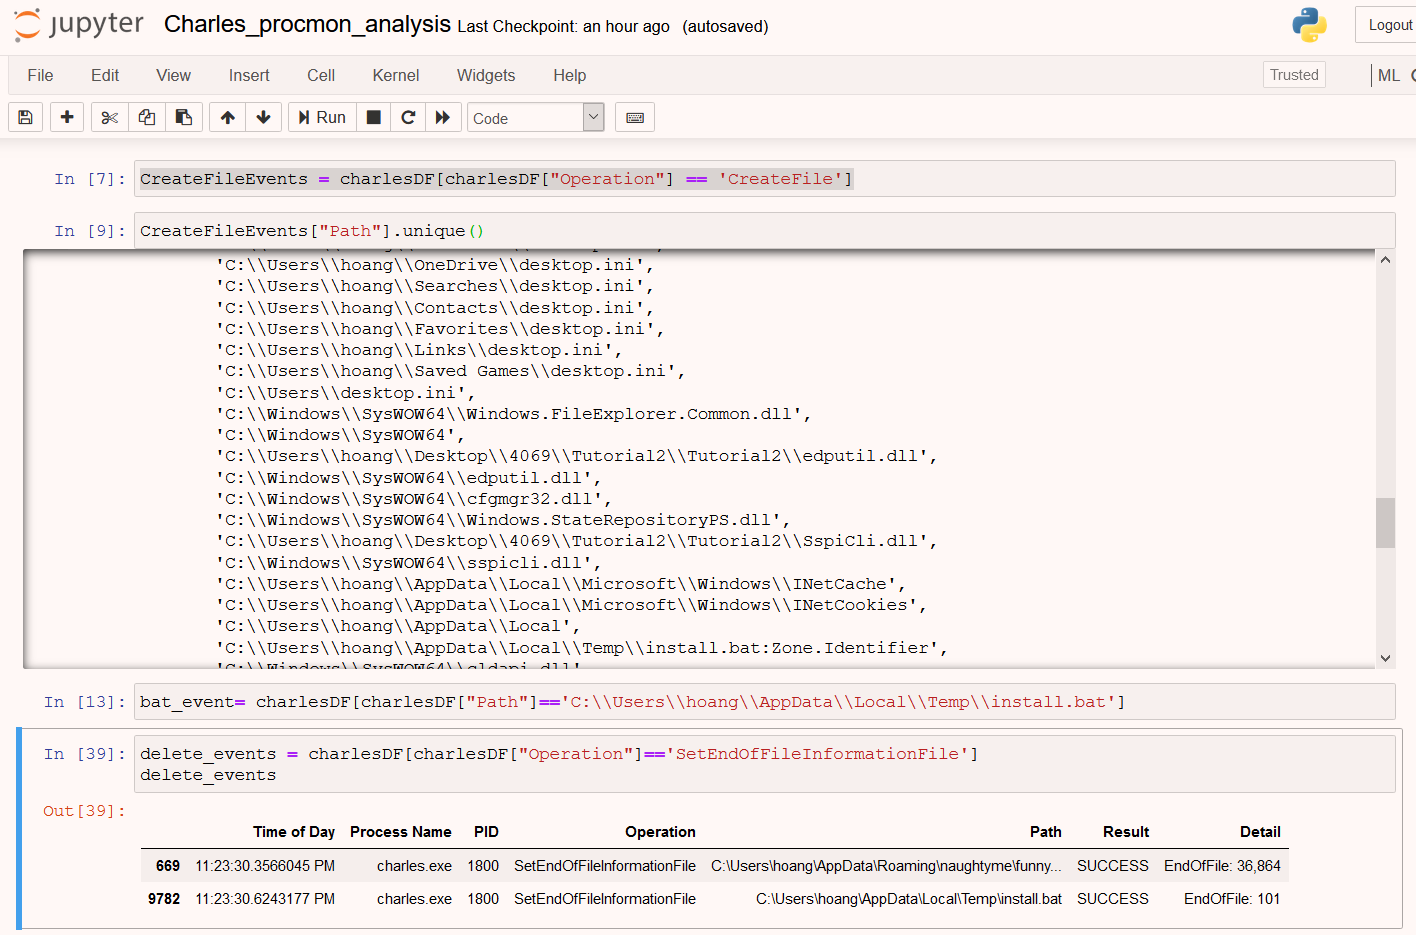 jupyter Charles_procmon_analysis Last Checkpoint: an hour ago (autosaved) Logout
File Edit View Insert Cell Kernel Widgets Help Trusted ML
Run Code
In [7]: CreateFileEvents = charlesDF[charlesDF["Operation"] == 'CreateFile']
In [9]: CreateFileEvents["Path"].unique()
'C:\\Users\\hoang\\OneDrive\\desktop.ini',
'C:\\Users\\hoang\\Searches\\desktop.ini',
'C:\\Users\\hoang\\Contacts\\desktop.ini',
'C:\\Users\\hoang\\Favorites\\desktop.ini',
'C:\\Users\\hoang\\Links\\desktop.ini',
'C:\\Users\\hoang\\Saved Games\\desktop.ini',
'C:\\Users\\desktop.ini',
'C:\\Windows\\SysWOW64\\Windows.FileExplorer.Common.dll',
'C:\\Windows\\SysWOW64',
'C:\\Users\\hoang\\Desktop\\4069\\Tutorial2\\Tutorial2\\edputil.dll',
'C:\\Windows\\SysWOW64\\edputil.dll',
'C:\\Windows\\SysWOW64\\cfgmgr32.dll',
'C:\\Windows\\SysWOW64\\Windows.StateRepositoryPS.dll',
'C:\\Users\\hoang\\Desktop\\4069\\Tutorial2\\Tutorial2\\SspiCli.dll',
'C:\\Windows\\SysWOW64\\sspicli.dll',
'C:\\Users\\hoang\\AppData\\Local\\Microsoft\\Windows\\INetCache',
'C:\\Users\\hoang\\AppData\\Local\\Microsoft\\Windows\\INetCookies',
'C:\\Users\\hoang\\AppData\\Local',
'C:\\Users\\hoang\\AppData\\Local\\Temp\\install.bat:Zone.Identifier',
In [13]: bat_event= charlesDF[charlesDF["Path"]=='C:\\Users\\hoang\\AppData\\Local\\Temp\\install.bat']
In [39]: delete_events = charlesDF[charlesDF["Operation"]=='SetEndOfFileInformationFile']
delete_events
Out[39]:
Time of Day Process Name PID Operation Path Result Detail
669 11:23:30.3566045 PM charles.exe 1800 SetEndOfFileInformationFile C:\Users\hoang\AppData\Roaming\naughtyme\funny... SUCCESS EndOfFile: 36,864
9782 11:23:30.6243177 PM charles.exe 1800 SetEndOfFileInformationFile C:\Users\hoang\AppData\Local\Temp\install.bat SUCCESS EndOfFile: 101